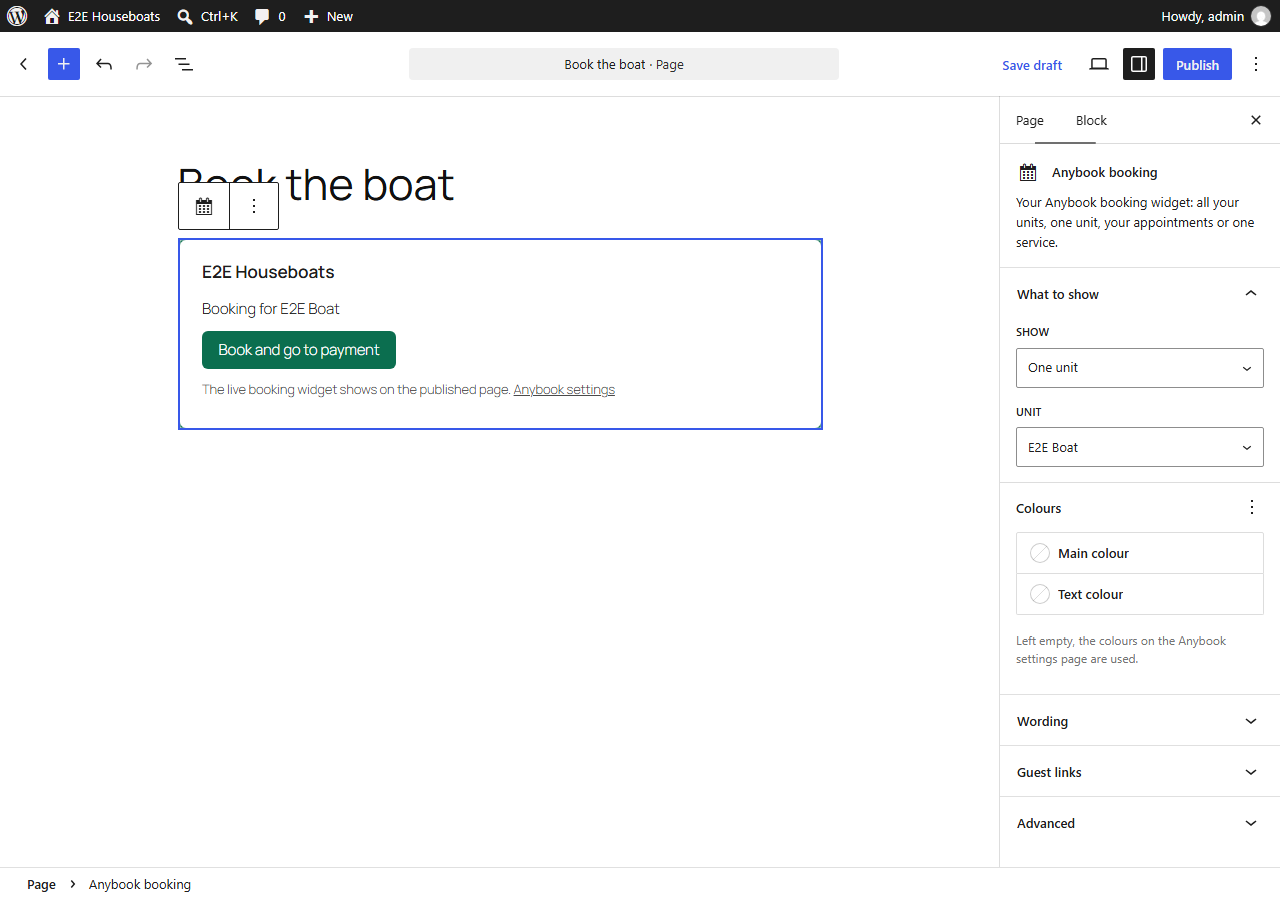 E2E Houseboats
Ctrl+K
0
New
Howdy, admin
Book the boat · Page
Save draft
Publish
Page
Block
Book the boat
E2E Houseboats
Booking for E2E Boat
Book and go to payment
The live booking widget shows on the published page. Anybook settings
Anybook booking
Your Anybook booking widget: all your
units, one unit, your appointments or one
service.
What to show
SHOW
One unit
UNIT
E2E Boat
Colours
Main colour
Text colour
Left empty, the colours on the Anybook
settings page are used.
Wording
Guest links
Advanced
Page
Anybook booking